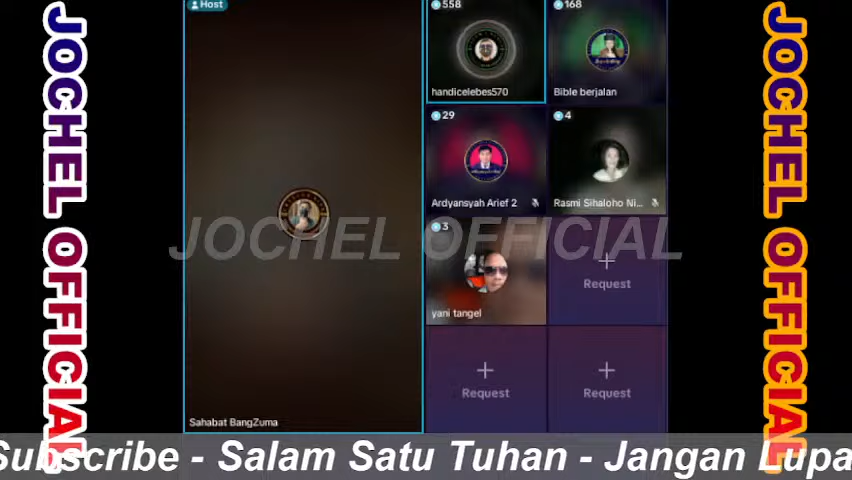 JOCHEL OFFICIAL
Host
Sahabat BangZuma
558
handicelebes570
168
Bible berjalan
29
Ardyansyah Arief 2
4
Rasmi Sihaloho Ni...
3
yani tangel
Request
Request
Request
JOCHEL OFFICIAL
JOCHEL OFFICIAL
Subscribe - Salam Satu Tuhan - Jangan Lupa